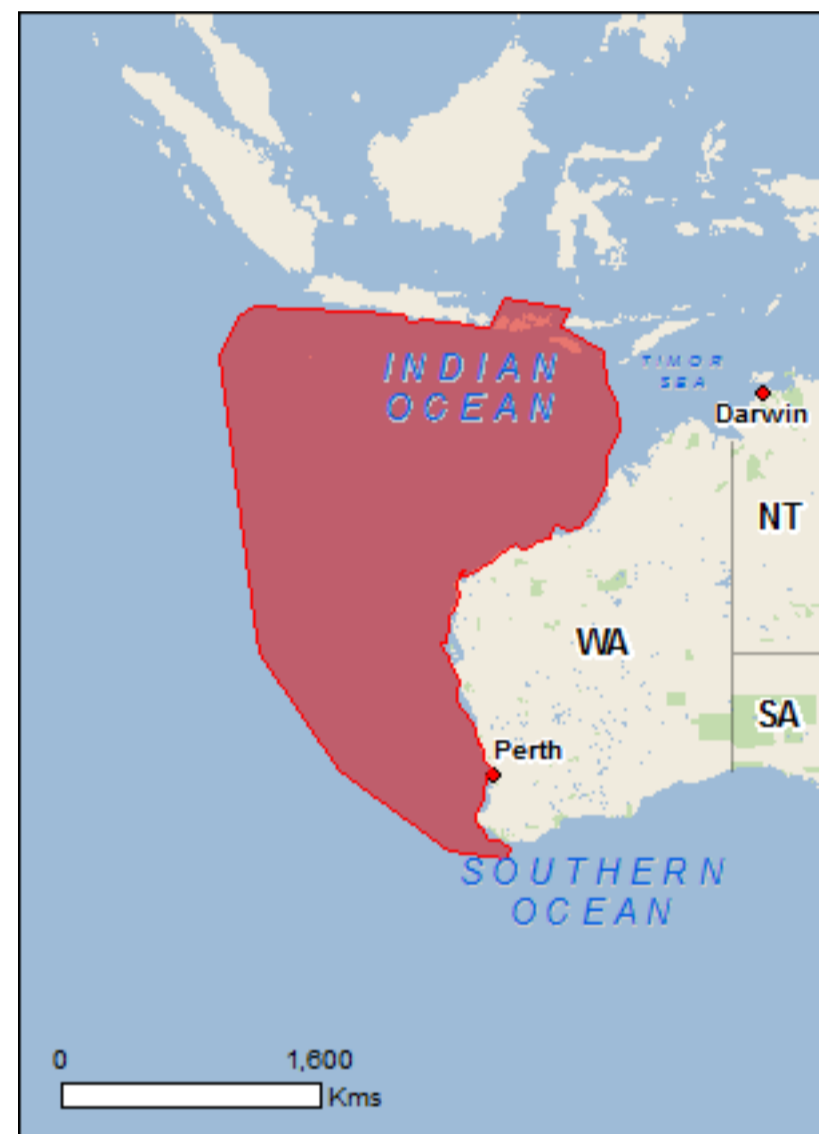 INDIAN
OCEAN
TIMOR
SEA
Darwin
NT
WA
SA
Perth
SOUTHERN
OCEAN
0 1,600
Kms